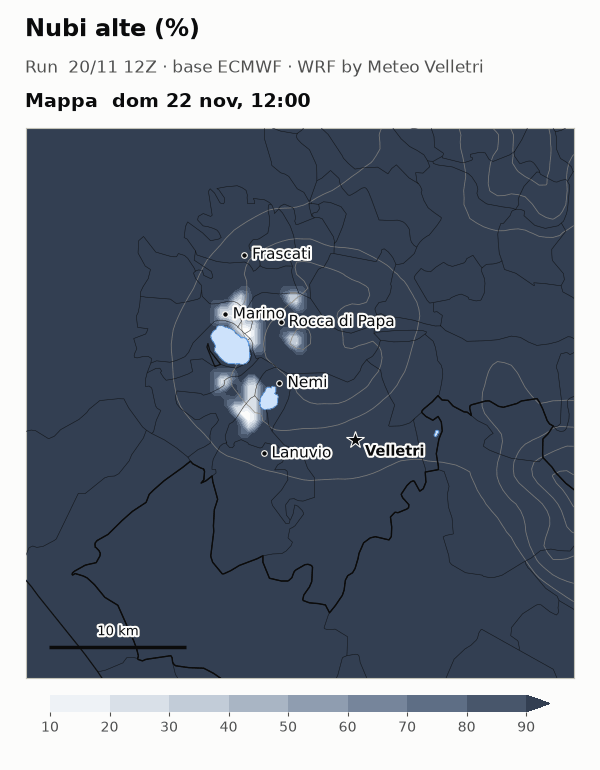 Nubi alte (%)
Run  20/11 12Z · base ECMWF · WRF by Meteo Velletri
Mappa  dom 22 nov, 12:00
Frascati
Marino
Rocca di Papa
Nemi
Velletri
Lanuvio
10 km
10 20 30 40 50 60 70 80 90